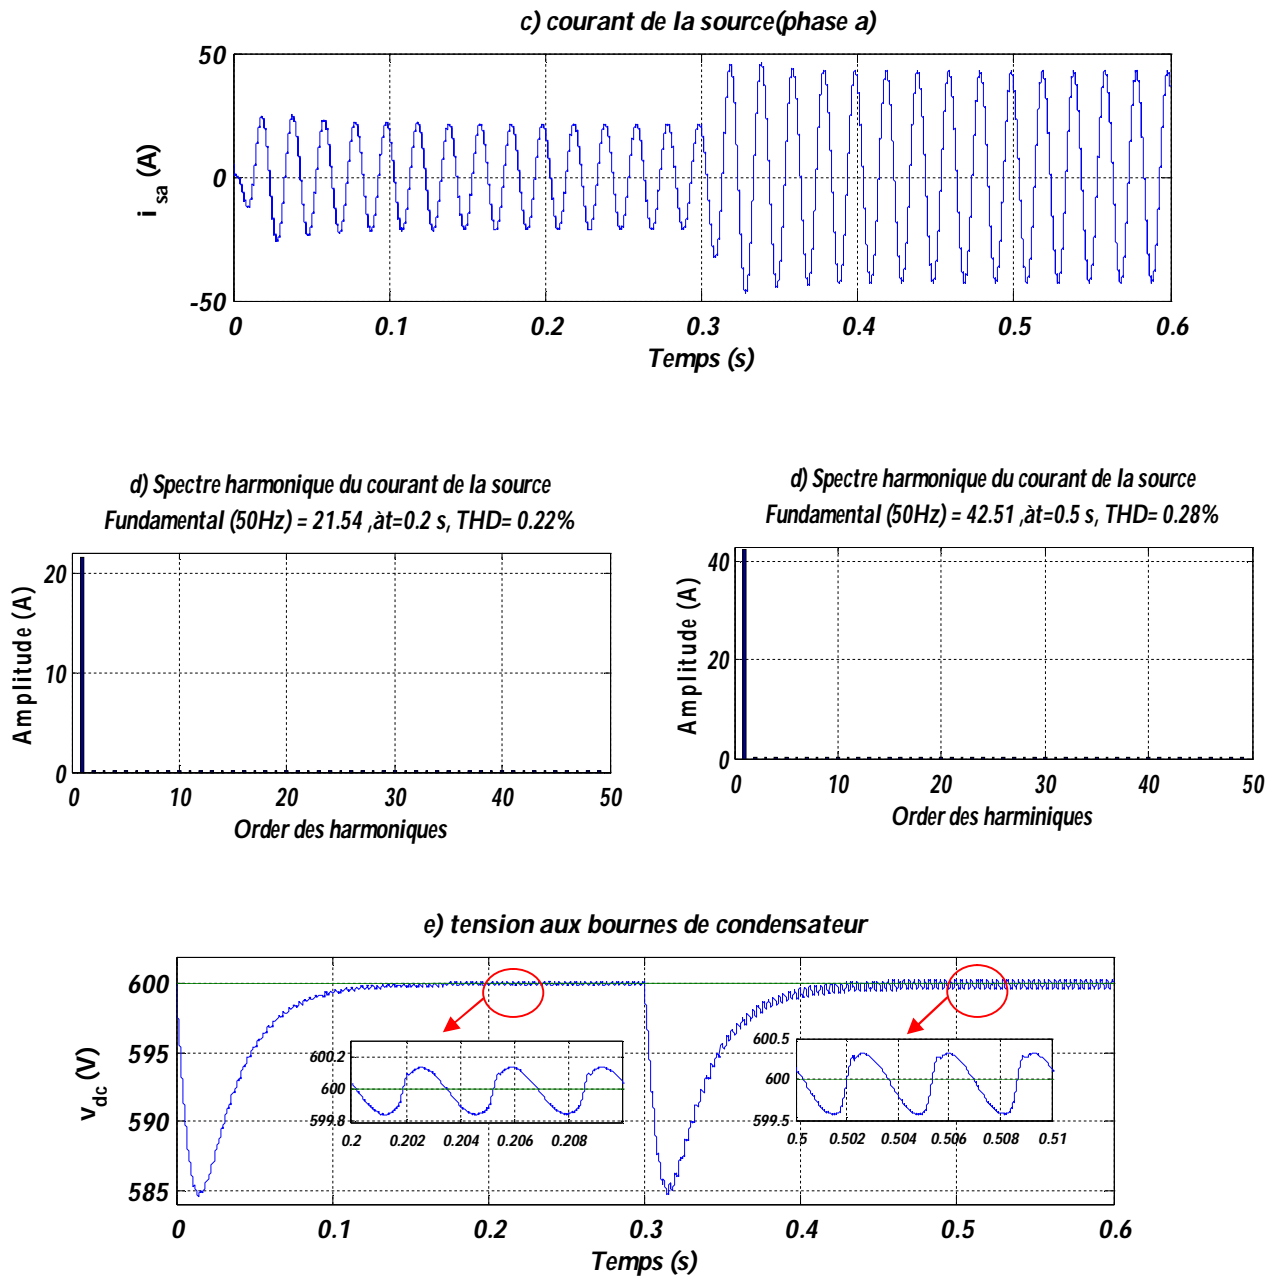 c) courant de la source(phase a)
50
0
-50
i sa (A)
0 0.1 0.2 0.3 0.4 0.5 0.6
Temps (s)
d) Spectre harmonique du courant de la source
Fundamental (50Hz) = 21.54 ,àt=0.2 s, THD= 0.22%
20
10
0
Amplitude (A)
0 10 20 30 40 50
Order des harmoniques
d) Spectre harmonique du courant de la source
Fundamental (50Hz) = 42.51 ,àt=0.5 s, THD= 0.28%
40
20
0
Amplitude (A)
0 10 20 30 40 50
Order des harminiques
e) tension aux bournes de condensateur
600
595
590
585
v dc (V)
600.2
600
599.8
0.2 0.202 0.204 0.206 0.208
600.5
600
599.5
0.5 0.502 0.504 0.506 0.508 0.51
0 0.1 0.2 0.3 0.4 0.5 0.6
Temps (s)